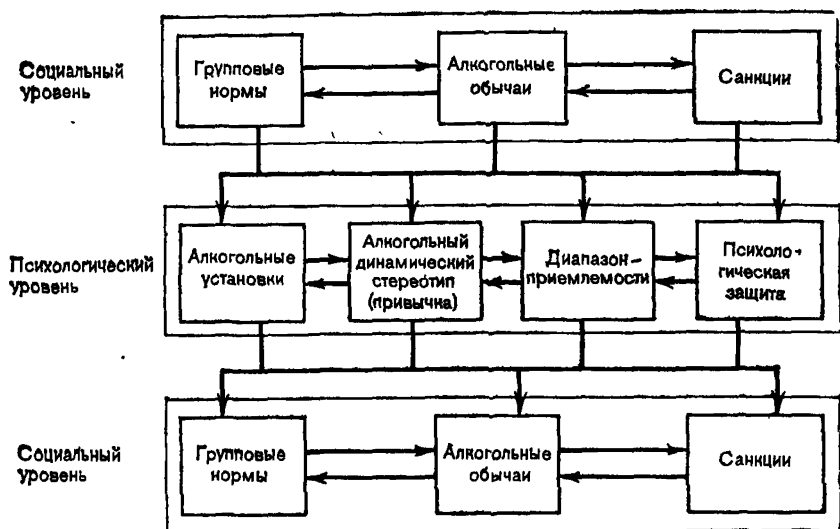 Социальный
уровень
Групповые
нормы
Алкогольные
обычаи
Санкции
Психологический
уровень
Алкогольные
установки
Алкогольный
динамический
стереотип
(привычка)
Диапазон-
приемлемости
Психоло-
гическая
защита
Социальный
уровень
Групповые
нормы
Алкогольные
обычаи
Санкции